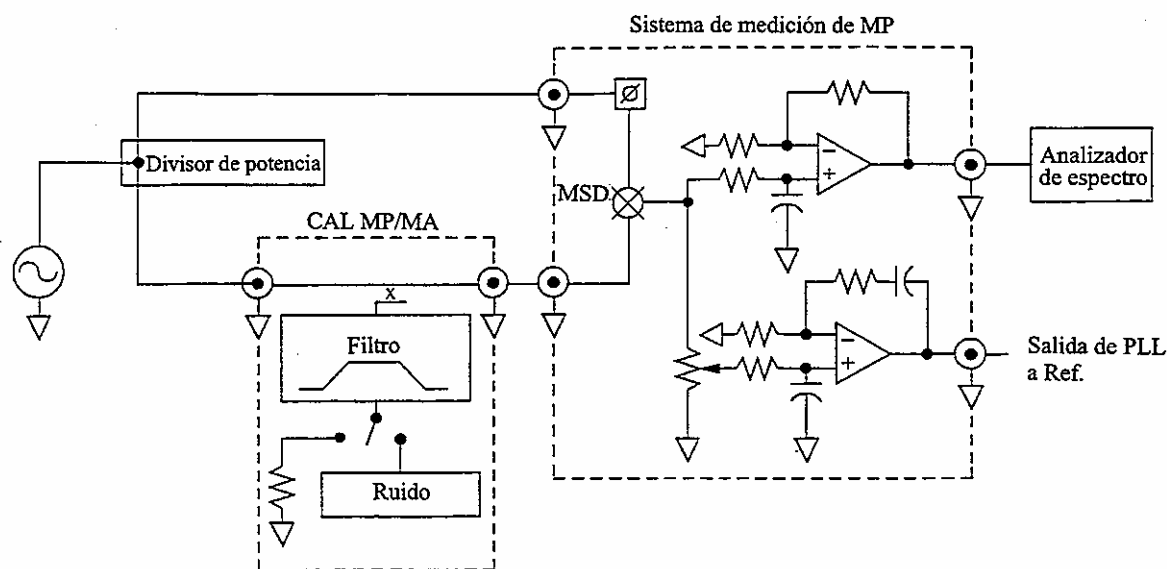 Sistema de medición de MP
Divisor de potencia
MSD
CAL MP/MA
Ø
x
Filtro
Ruido
Analizador
de espectro
Salida de PLL
a Ref.
−
+
−
+